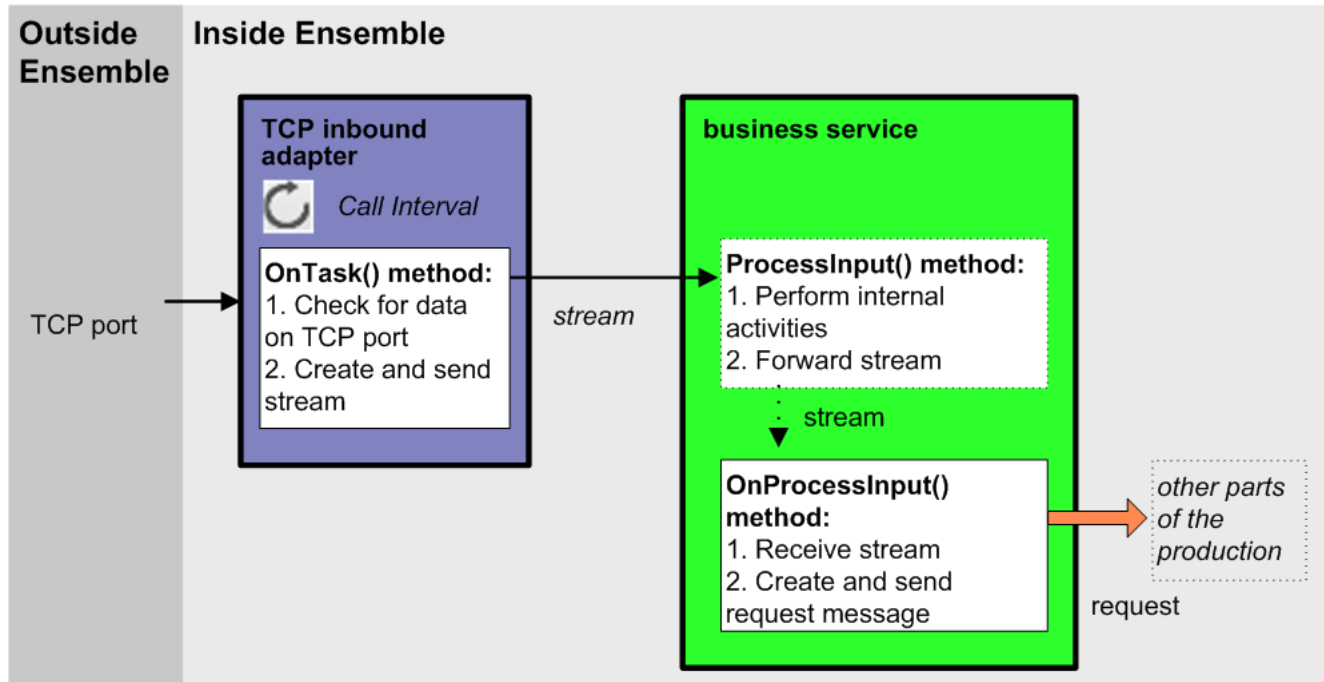 Outside
Ensemble
Inside Ensemble
TCP port
TCP inbound
adapter
Call Interval
OnTask() method:
1. Check for data
on TCP port
2. Create and send
stream
stream
business service
ProcessInput() method:
1. Perform internal
activities
2. Forward stream
stream
OnProcessInput()
method:
1. Receive stream
2. Create and send
request message
request
other parts
of the
production